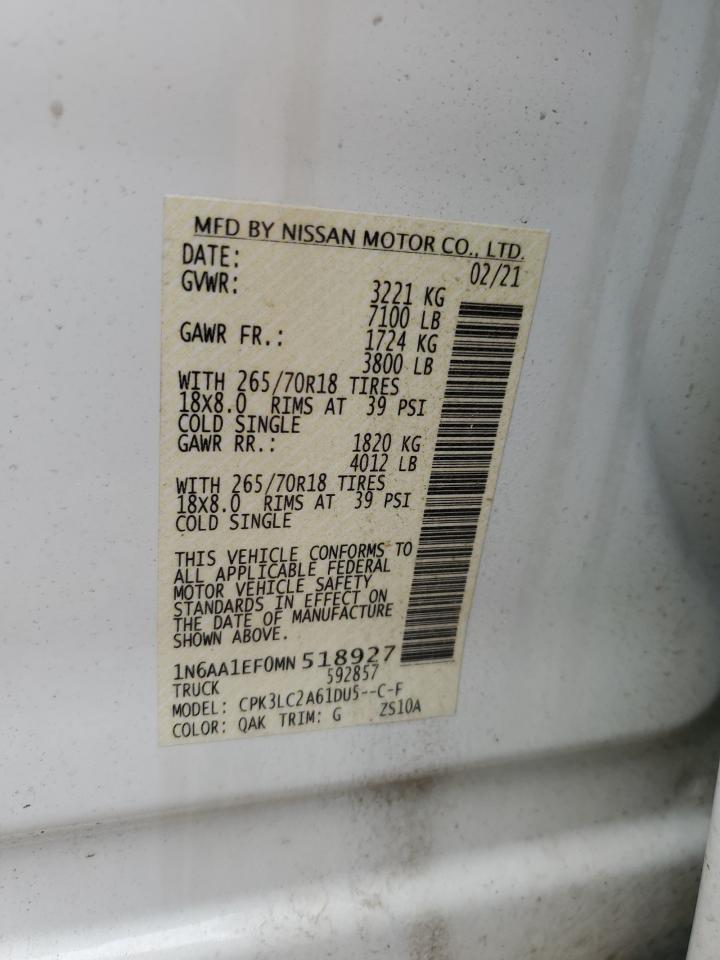 MFD BY NISSAN MOTOR CO., LTD.
DATE: 02/21
GVWR: 3221 KG
7100 LB
GAWR FR.: 1724 KG
3800 LB
WITH 265/70R18 TIRES
18X8.0 RIMS AT 39 PSI
COLD SINGLE
GAWR RR.: 1820 KG
4012 LB
WITH 265/70R18 TIRES
18X8.0 RIMS AT 39 PSI
COLD SINGLE
THIS VEHICLE CONFORMS TO
ALL APPLICABLE FEDERAL
MOTOR VEHICLE SAFETY
STANDARDS IN EFFECT ON
THE DATE OF MANUFACTURE
SHOWN ABOVE.
1N6AA1EF0MN518927
TRUCK 592857
MODEL: CPK3LC2A61DU5--C-F
COLOR: QAK TRIM: G ZS10A